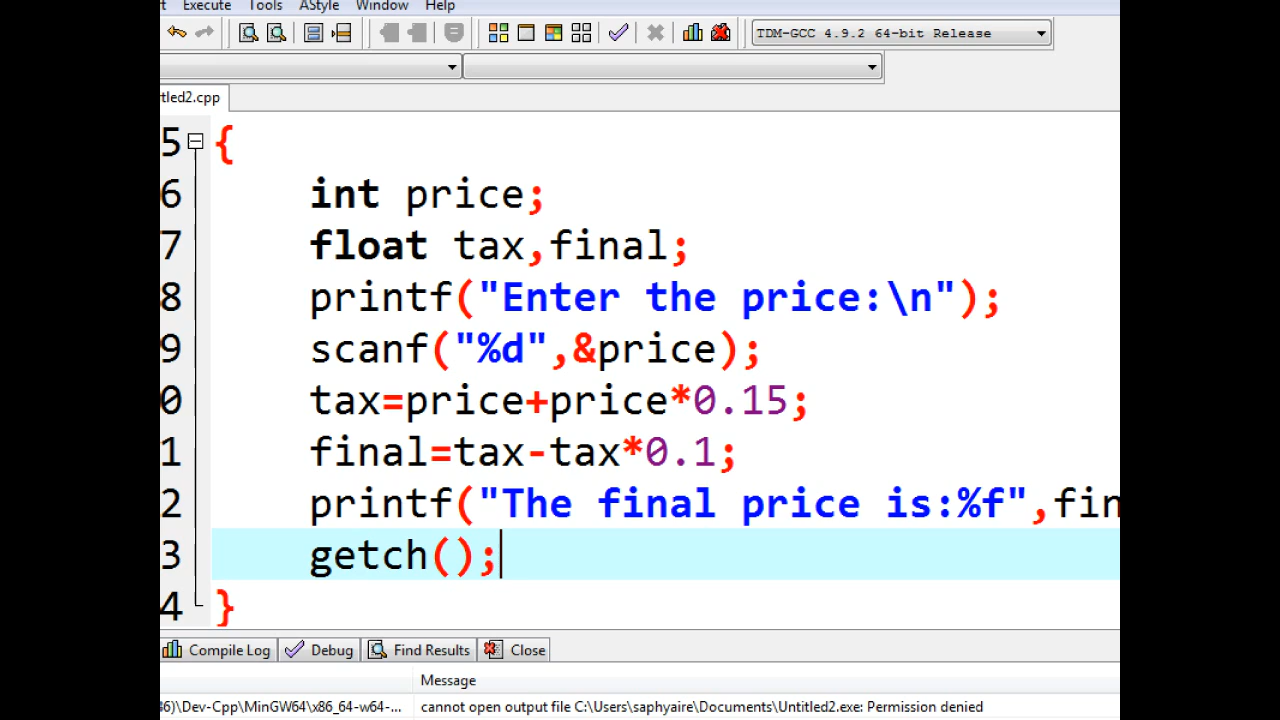 Execute Tools AStyle Window Help
TDM-GCC 4.9.2 64-bit Release
tled2.cpp
5 {
6 int price;
7 float tax,final;
8 printf("Enter the price:\n");
9 scanf("%d",&price);
0 tax=price+price*0.15;
1 final=tax-tax*0.1;
2 printf("The final price is:%f",fin
3 getch();
4 }
Compile Log Debug Find Results Close
Message
46)\Dev-Cpp\MinGW64\x86_64-w64-... cannot open output file C:\Users\saphyaire\Documents\Untitled2.exe: Permission denied